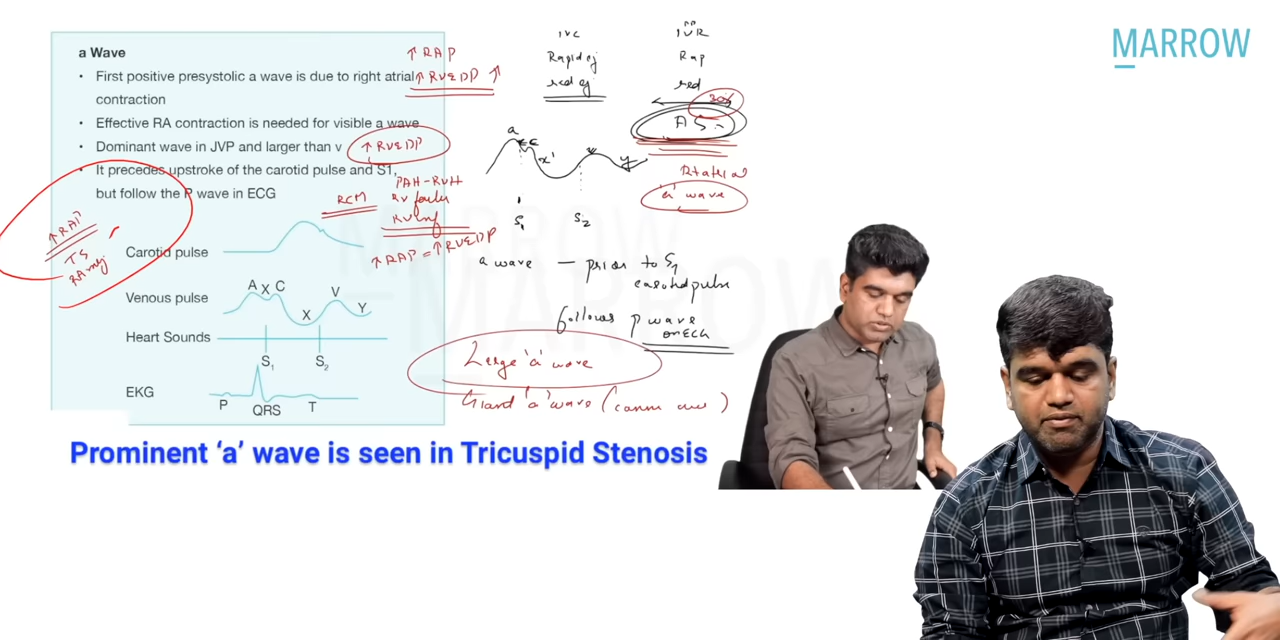 MARROW
a Wave
• First positive presystolic a wave is due to right atrial
contraction
• Effective RA contraction is needed for visible a wave
• Dominant wave in JVP and larger than v
• It precedes upstroke of the carotid pulse and S1,
but follow the P wave in ECG
↑ RAP
↑ RVEDP ↑
↑ RVEDP
RCM
PAH - RVH
RV failure
RV Inf
↑ RAP = ↑ RVEDP
↑ RAP
TS
Carotid pulse
Venous pulse
A X C
X
V
Y
Heart Sounds
S1
S2
EKG
P
QRS
T
IVC
Rapid ej
red ej
IVR
Rap
red
AS
'a' wave
a
c
x'
y
S1
S2
a wave — prior to S1
carotid pulse
follows p wave
on ECG
Large 'a' wave
Giant 'a' wave (
Prominent ‘a’ wave is seen in Tricuspid Stenosis